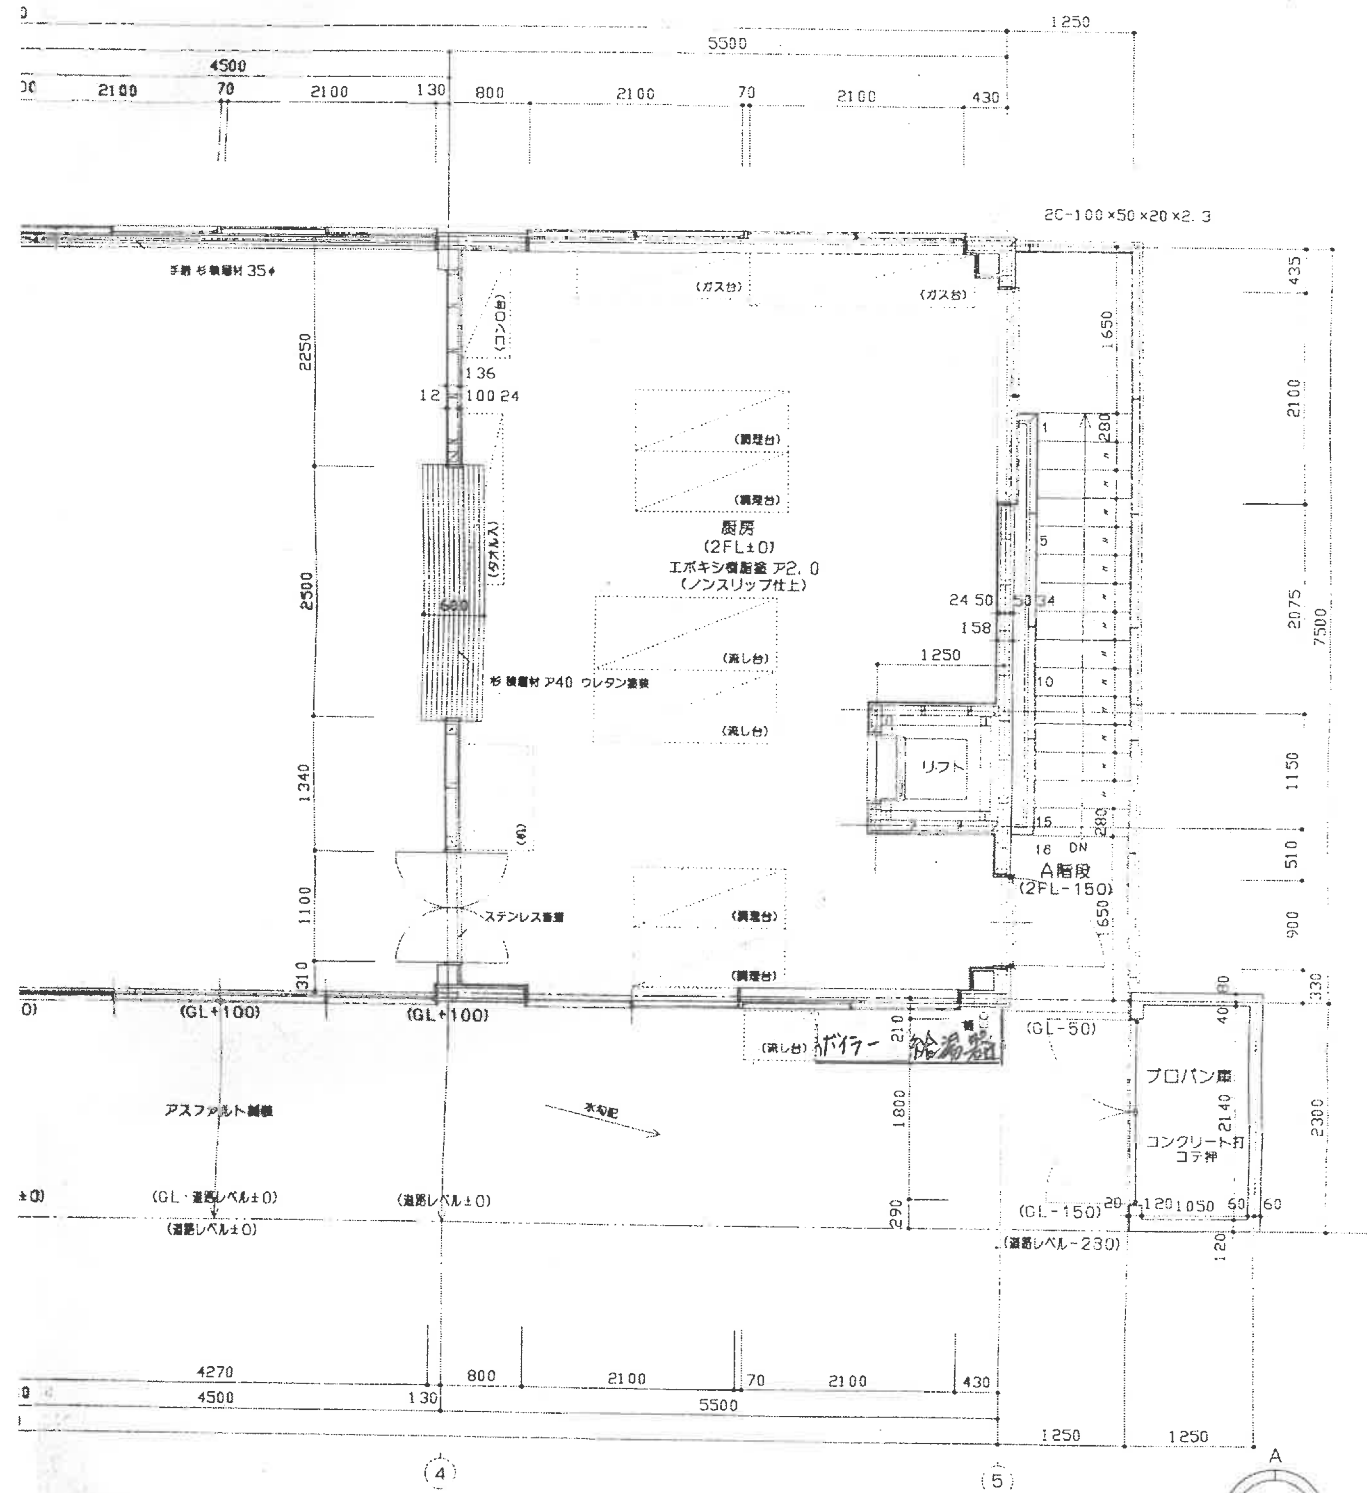 1250
5500
4500
2100
70
2100
130
800
2100
70
2100
430
2C-100×50×20×2.3
手摺 杉積層材 35φ
(ガス台)
(ガス台)
(コンロ台)
435
1650
2250
136
12
100 24
2100
280
1
(調理台)
(調理台)
厨房
(2FL±0)
エポキシ樹脂塗 ア2.0
(ノンスリップ仕上)
(タオル入)
5
2500
600
24 50
50 34
158
2075
7500
1250
(流し台)
杉 積層材 ア40 ウレタン塗装
10
(流し台)
リフト
1340
1150
(机)
15
280
16 DN
A階段
(2FL-150)
510
1100
ステンレス
(調理台)
1650
900
(調理台)
310
330
80
40
(GL+100)
(GL+100)
210
(GL-50)
(流し台)
ボイラー
給湯器
プロパン庫
アスファルト舗装
水勾配
1800
2140
2300
コンクリート打
コテ押
±0)
(GL・道路レベル±0)
(道路レベル±0)
290
(GL-150)
20
120
1050
60
60
(道路レベル±0)
(道路レベル-230)
120
4270
800
2100
70
2100
430
4500
130
5500
1250
1250
4
5
A